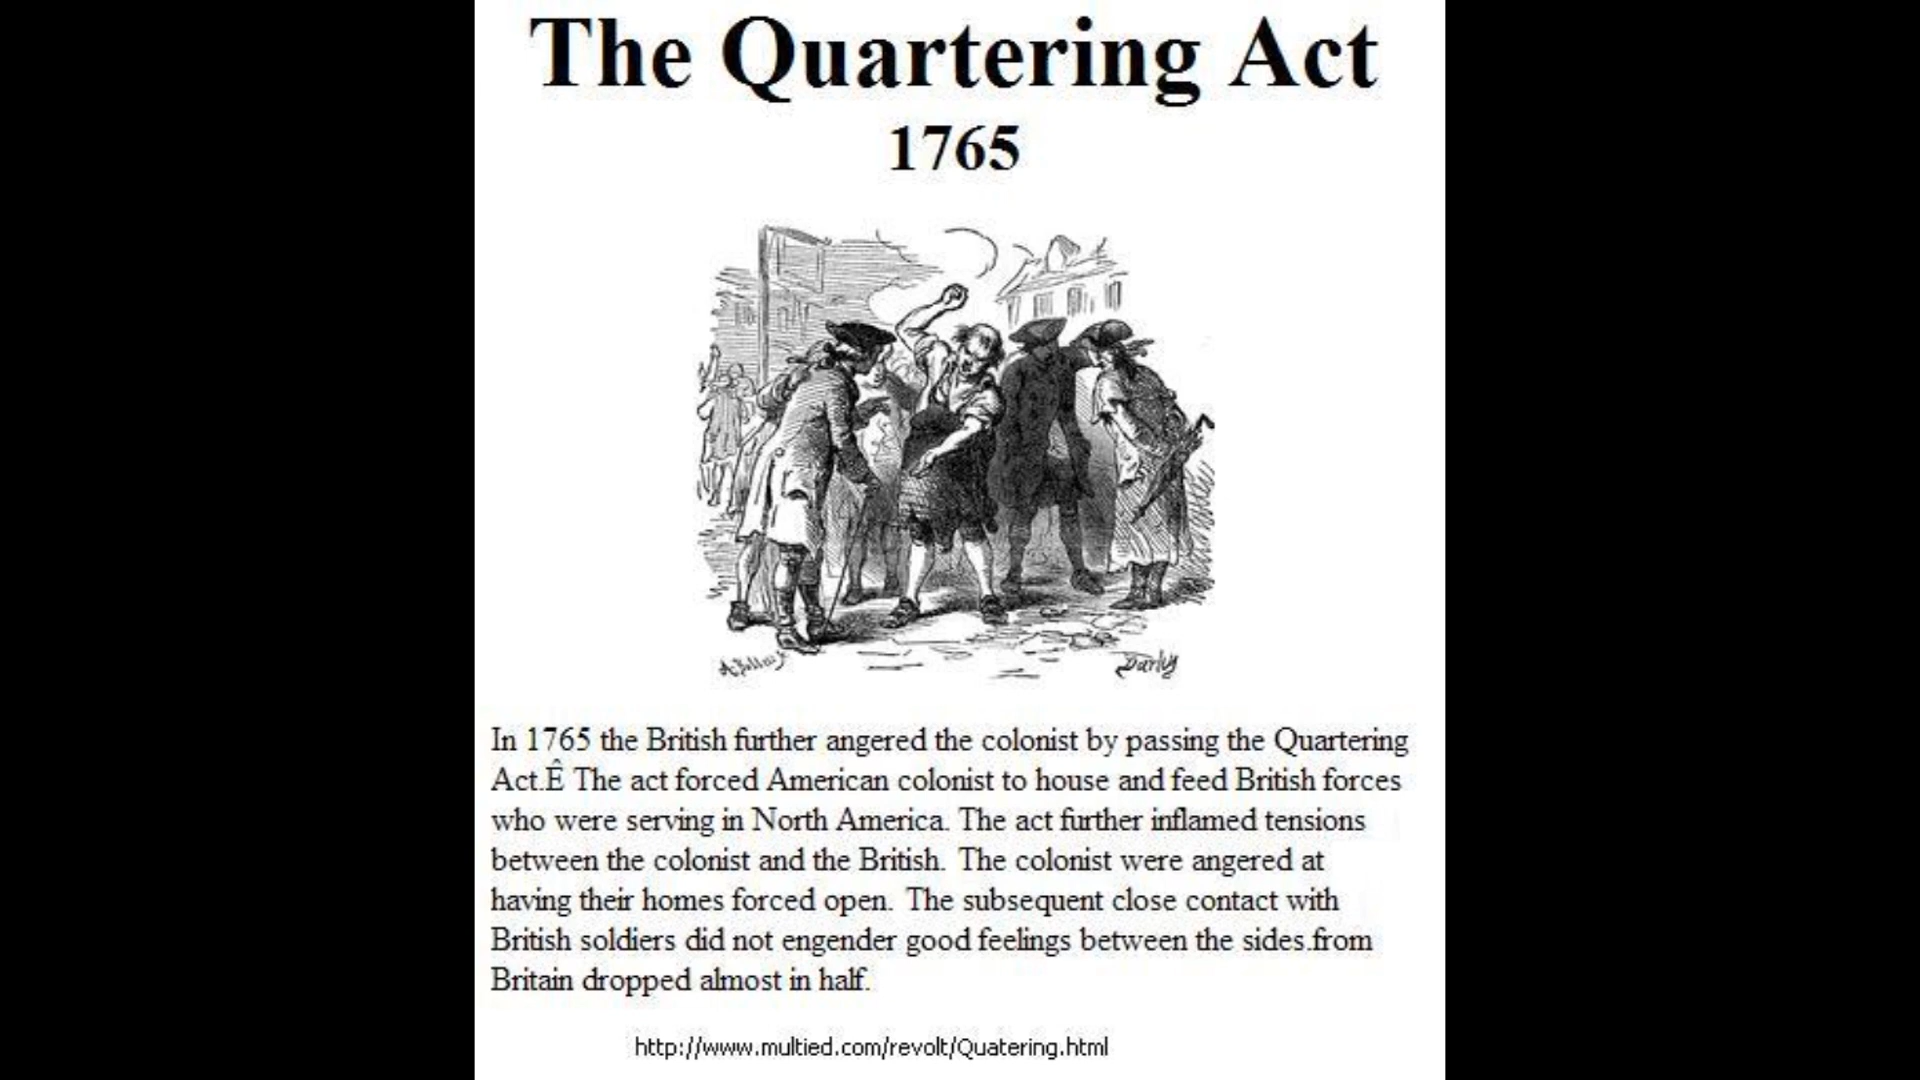 The Quartering Act
1765
Darley
In 1765 the British further angered the colonist by passing the Quartering
Act.Ê The act forced American colonist to house and feed British forces
who were serving in North America. The act further inflamed tensions
between the colonist and the British. The colonist were angered at
having their homes forced open. The subsequent close contact with
British soldiers did not engender good feelings between the sides.from
Britain dropped almost in half.
http://www.multied.com/revolt/Quatering.html